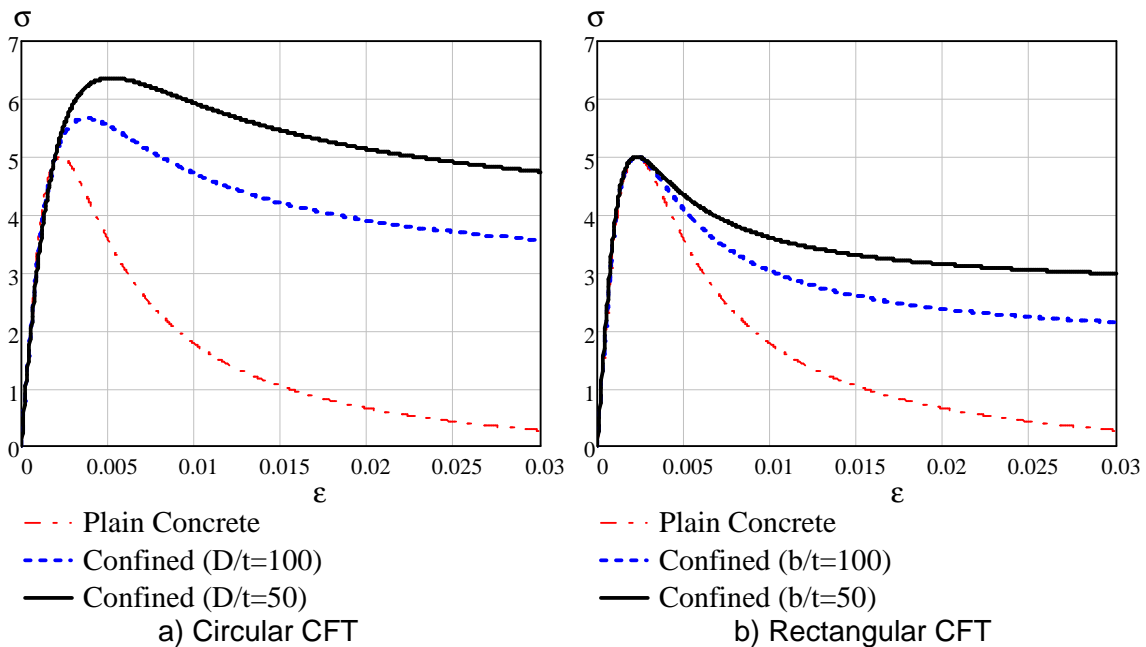 σ
7
6
5
4
3
2
1
0
0 0.005 0.01 0.015 0.02 0.025 0.03
ε
Plain Concrete
Confined (D/t=100)
Confined (D/t=50)
a) Circular CFT
σ
7
6
5
4
3
2
1
0
0 0.005 0.01 0.015 0.02 0.025 0.03
ε
Plain Concrete
Confined (b/t=100)
Confined (b/t=50)
b) Rectangular CFT